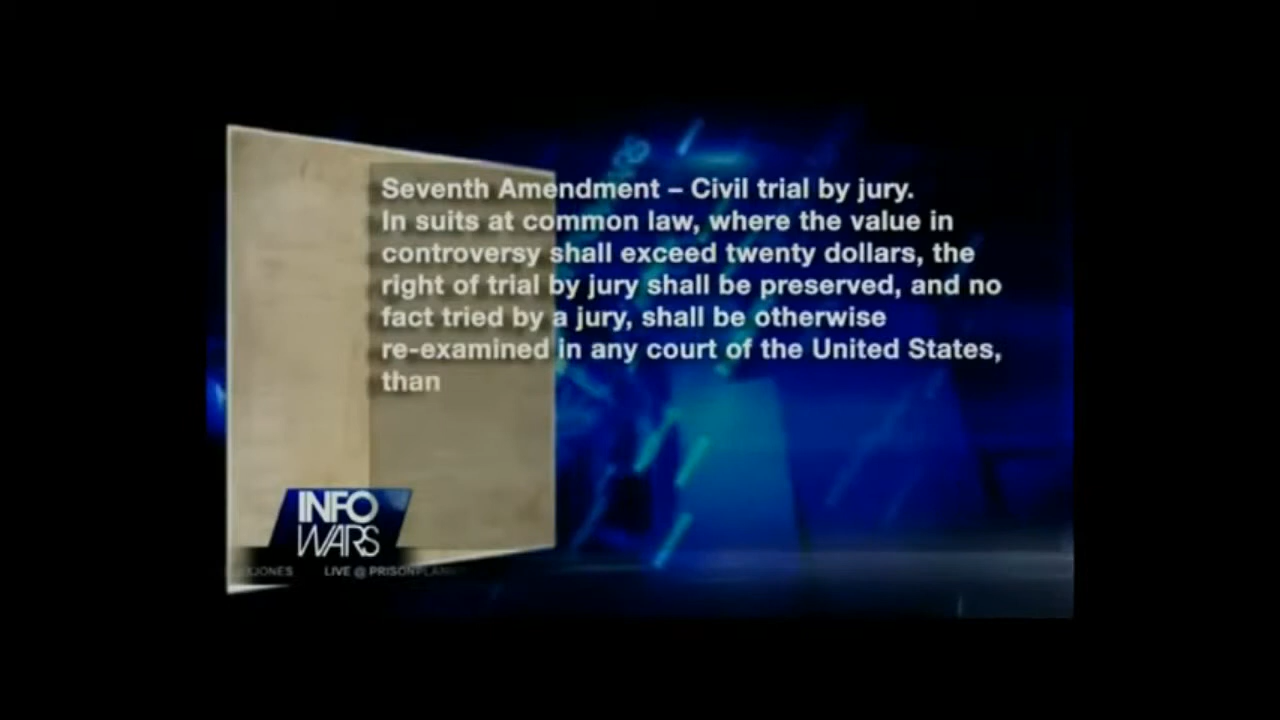 Seventh Amendment – Civil trial by jury.
In suits at common law, where the value in
controversy shall exceed twenty dollars, the
right of trial by jury shall be preserved, and no
fact tried by a jury, shall be otherwise
re-examined in any court of the United States,
than
INFO
WARS
JONES LIVE @